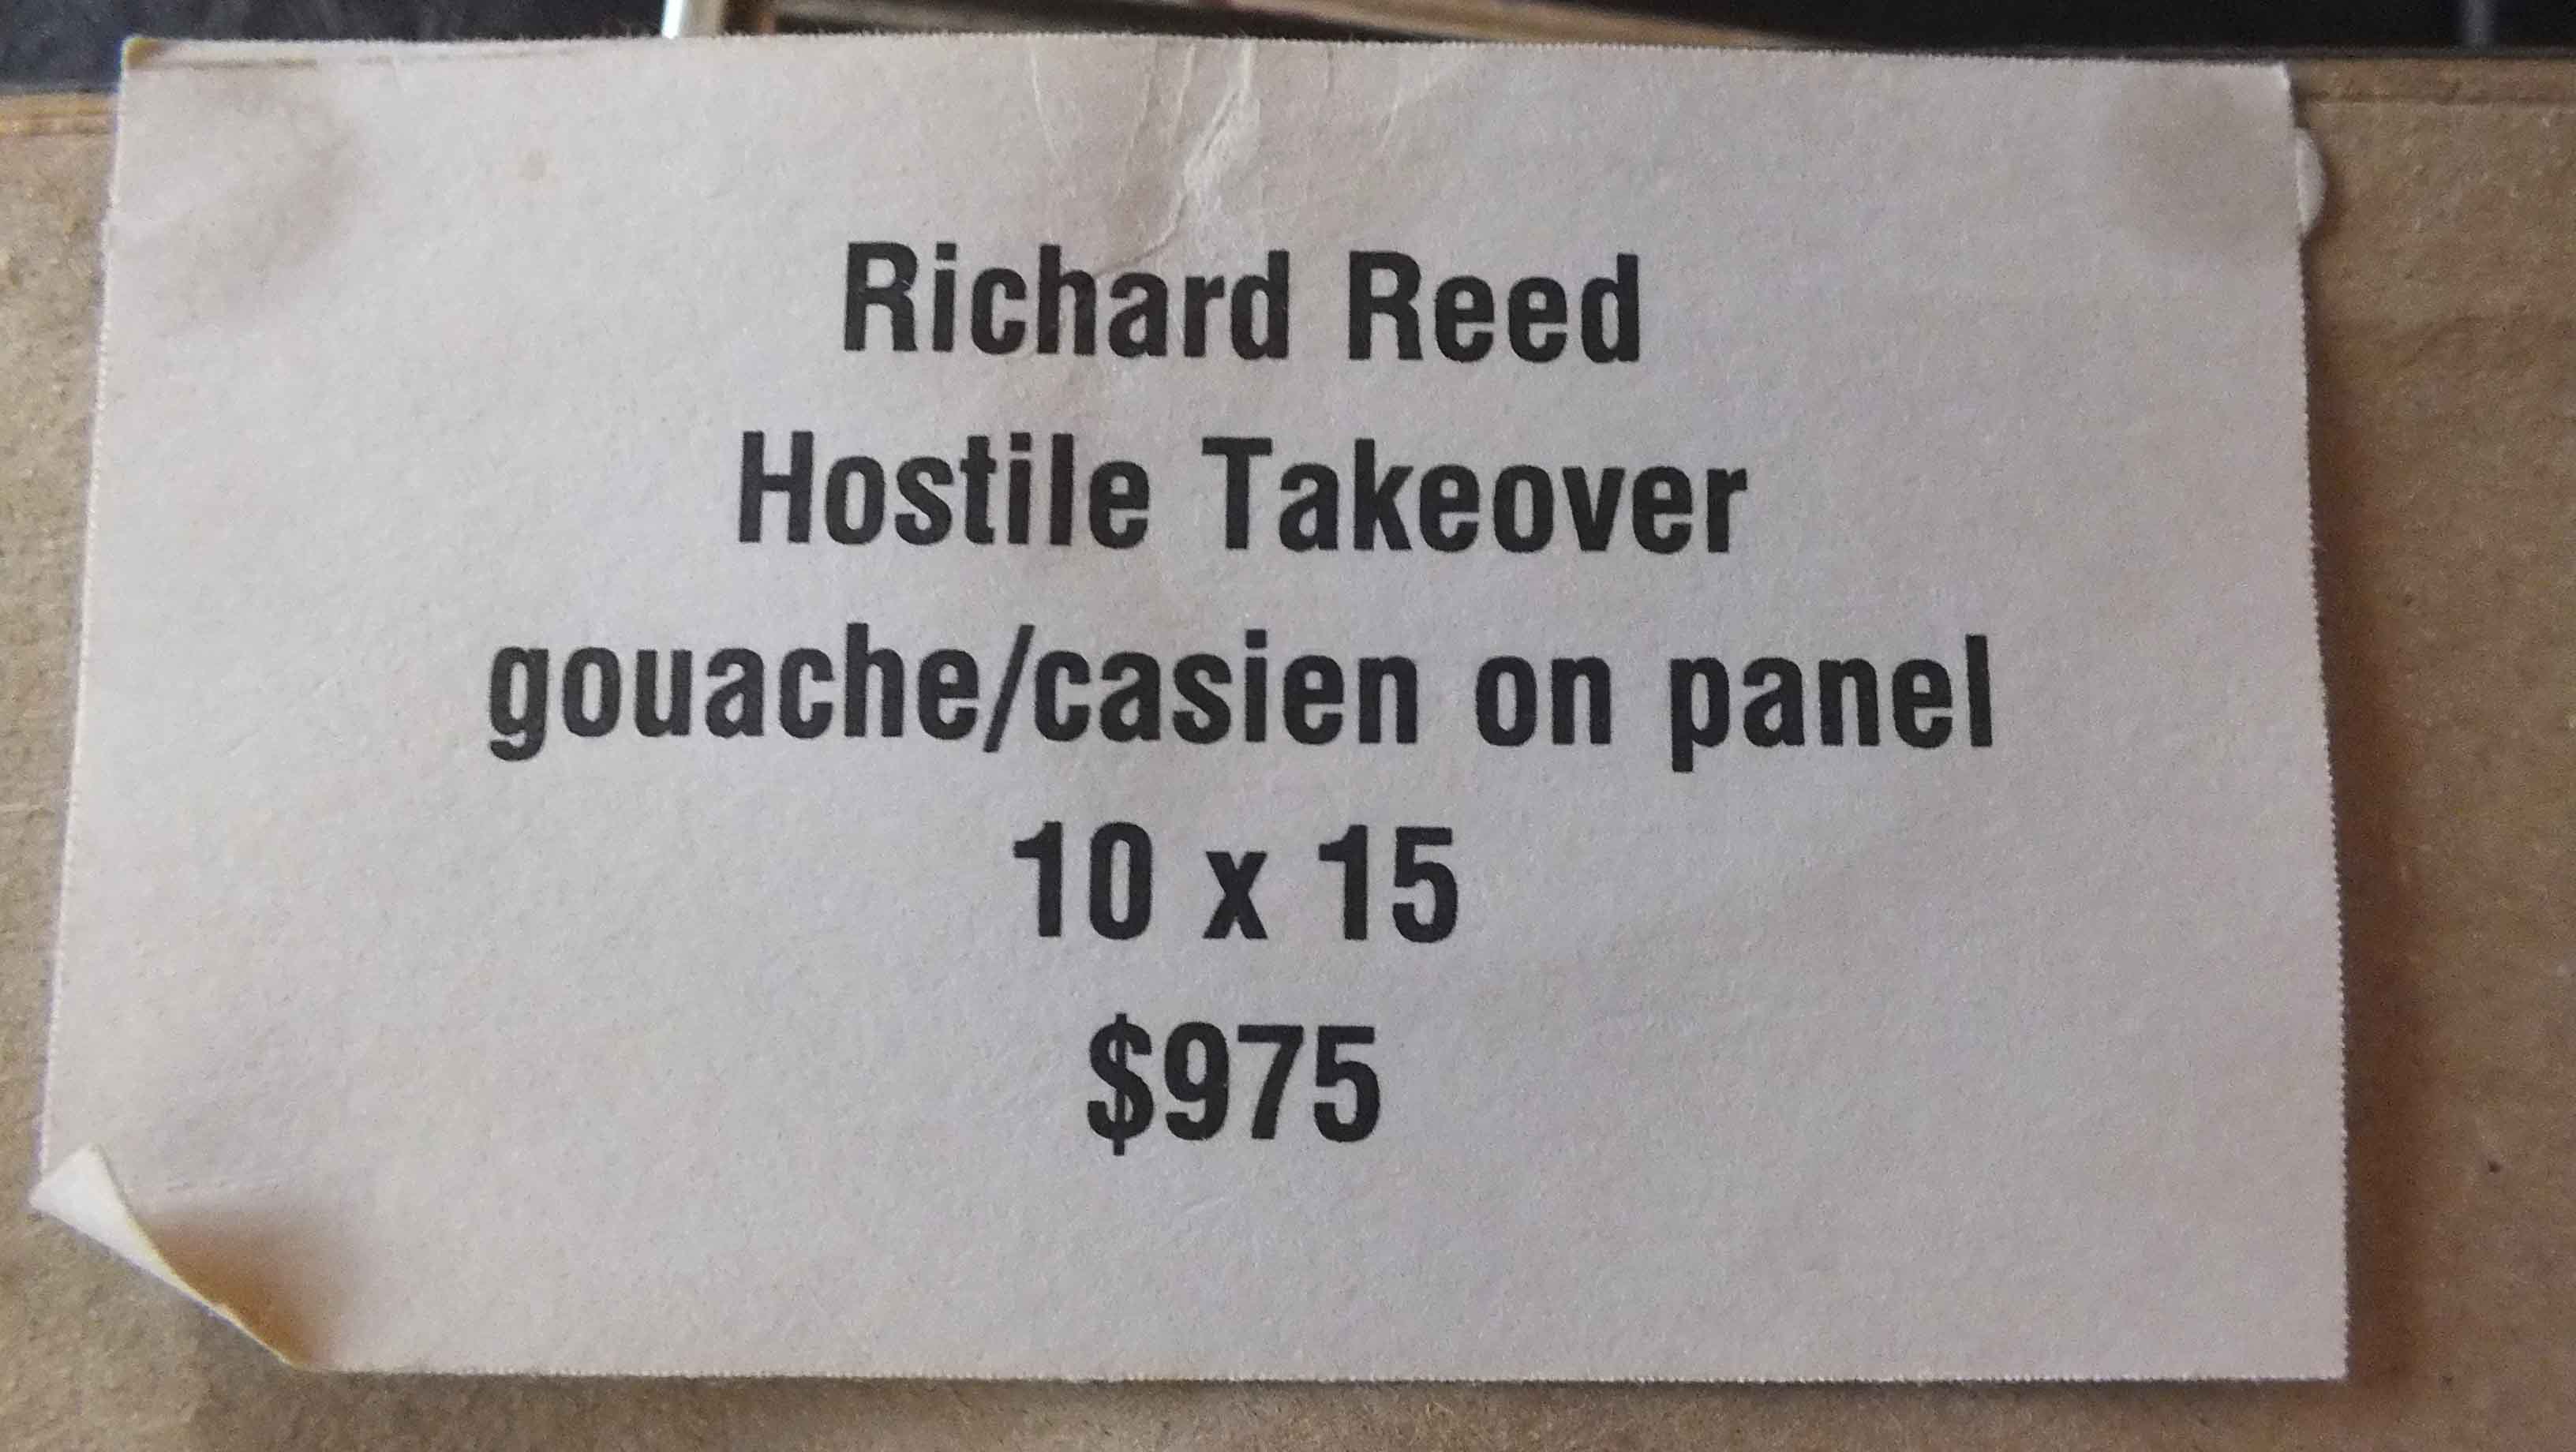 Richard Reed
Hostile Takeover
gouache/casien on panel
10 x 15
$975